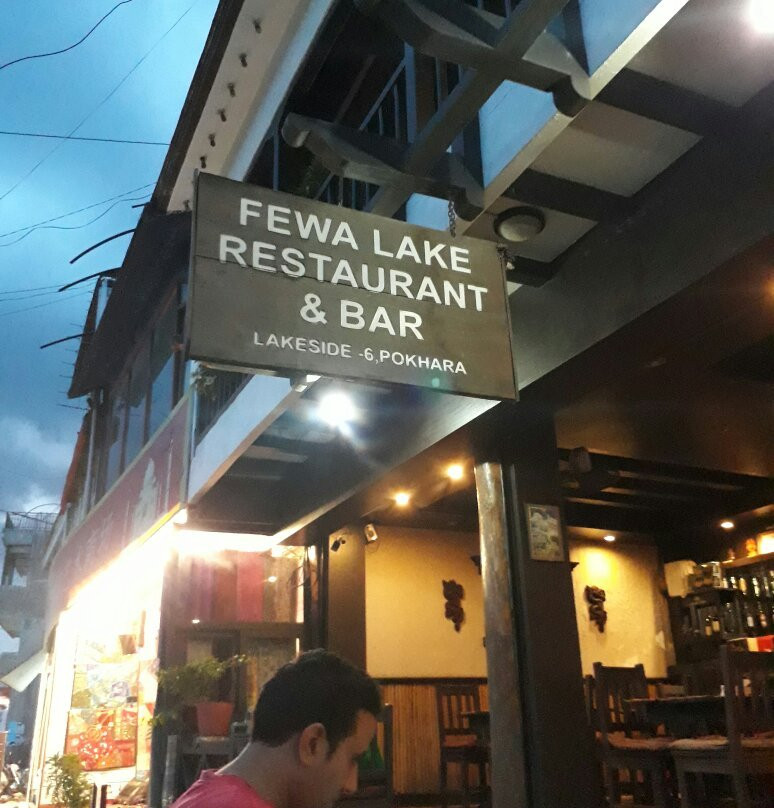 FEWA LAKE
RESTAURANT
& BAR
LAKESIDE -6,POKHARA